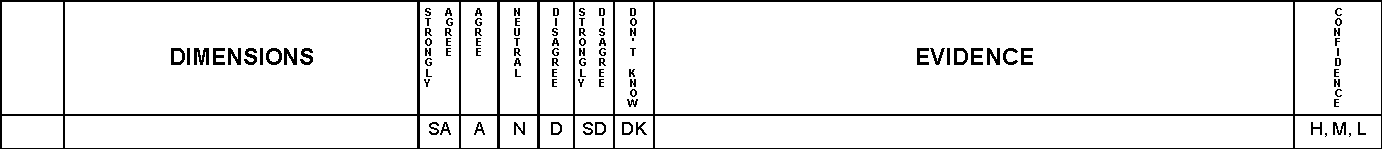 DIMENSIONS
STRONGLY AGREE
AGREE
NEUTRAL
DISAGREE
STRONGLY DISAGREE
DON'T KNOW
EVIDENCE
CONFIDENCE
SA
A
N
D
SD
DK
H, M, L